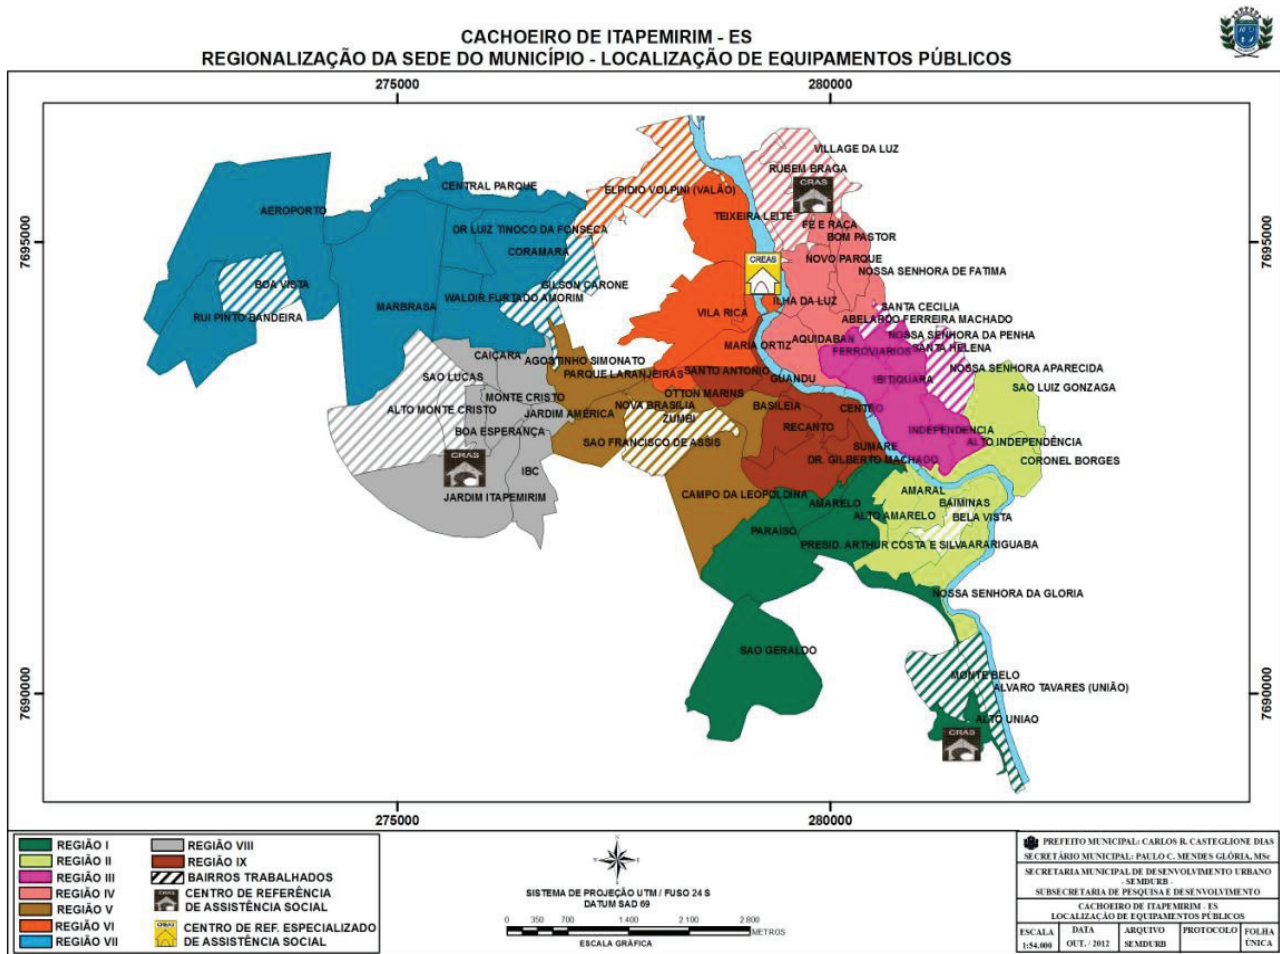 CACHOEIRO DE ITAPEMIRIM - ES
REGIONALIZAÇÃO DA SEDE DO MUNICÍPIO - LOCALIZAÇÃO DE EQUIPAMENTOS PÚBLICOS
275000
280000
7695000
7695000
7690000
7690000
VILLAGE DA LUZ
RUBEM BRAGA
CRAS
CENTRAL PARQUE
ELPIDIO VOLPINI (VALÃO)
AEROPORTO
TEIXEIRA LEITE
FÉ E RAÇA
DR LUIZ TINOCO DA FONSECA
BOM PASTOR
CORAMARA
CREAS
NOVO PARQUE
NOSSA SENHORA DE FATIMA
BOA VISTA
GILSON CARONE
WALDIR FURTADO AMORIM
ILHA DA LUZ
MARBRASA
SANTA CECILIA
RUI PINTO BANDEIRA
VILA RICA
ABELARDO FERREIRA MACHADO
NOSSA SENHORA DA PENHA
AQUIDABAN
MARIA ORTIZ
SANTA HELENA
FERROVIARIOS
CAIÇARA
AGOSTINHO SIMONATO
NOSSA SENHORA APARECIDA
SAO LUCAS
PARQUE LARANJEIRAS
SANTO ANTONIO
GUANDU
IBITIQUARA
SAO LUIZ GONZAGA
OTTON MARINS
MONTE CRISTO
ALTO MONTE CRISTO
JARDIM AMÉRICA
NOVA BRASILIA
BASILEIA
CENTRO
ZUMBI
BOA ESPERANÇA
RECANTO
INDEPENDENCIA
SAO FRANCISCO DE ASSIS
SUMARE
ALTO INDEPENDÊNCIA
CRAS
DR. GILBERTO MACHADO
CORONEL BORGES
IBC
JARDIM ITAPEMIRIM
CAMPO DA LEOPOLDINA
AMARAL
AMARELO
BAIMINAS
ALTO AMARELO
BELA VISTA
PARAÍSO
PRESID. ARTHUR COSTA E SILVA
ARARIGUABA
NOSSA SENHORA DA GLORIA
SAO GERALDO
MONTE BELO
ALVARO TAVARES (UNIÃO)
ALTO UNIAO
CRAS
275000
280000
REGIÃO I
REGIÃO II
REGIÃO III
REGIÃO IV
REGIÃO V
REGIÃO VI
REGIÃO VII
REGIÃO VIII
REGIÃO IX
BAIRROS TRABALHADOS
CRAS
CENTRO DE REFERÊNCIA
DE ASSISTÊNCIA SOCIAL
CENTRO DE REF. ESPECIALIZADO
DE ASSISTÊNCIA SOCIAL
SISTEMA DE PROJEÇÃO UTM / FUSO 24 S
DATUM SAD 69
0 350 700 1.400 2 100 2 800
METROS
ESCALA GRÁFICA
PREFEITO MUNICIPAL: CARLOS R. CASTEGLIONE DIAS
SECRETÁRIO MUNICIPAL: PAULO C. MENDES GLÓRIA, MSc
SECRETARIA MUNICIPAL DE DESENVOLVIMENTO URBANO
- SEMDURB -
SUBSECRETARIA DE PESQUISA E DESENVOLVIMENTO
CACHOEIRO DE ITAPEMIRIM - ES
LOCALIZAÇÃO DE EQUIPAMENTOS PÚBLICOS
ESCALA DATA ARQUIVO PROTOCOLO FOLHA
1:54.000 OUT. / 2012 SEMDURB ÚNICA